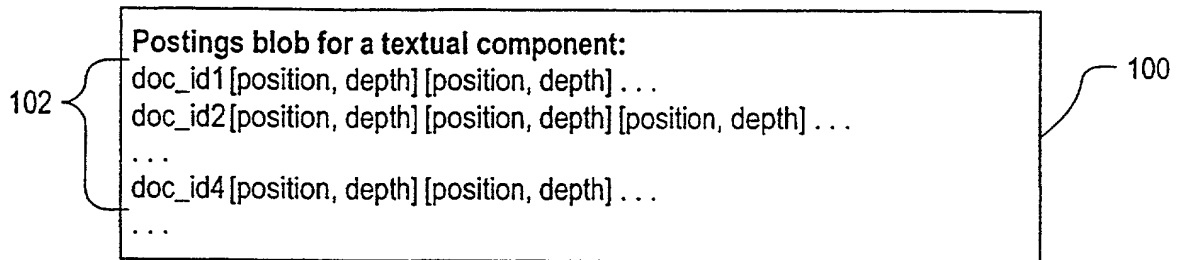 Postings blob for a textual component:
doc_id1 [position, depth] [position, depth] . . .
102
100
doc_id2 [position, depth] [position, depth] [position, depth] . . .
. . .
doc_id4 [position, depth] [position, depth] . . .
. . .